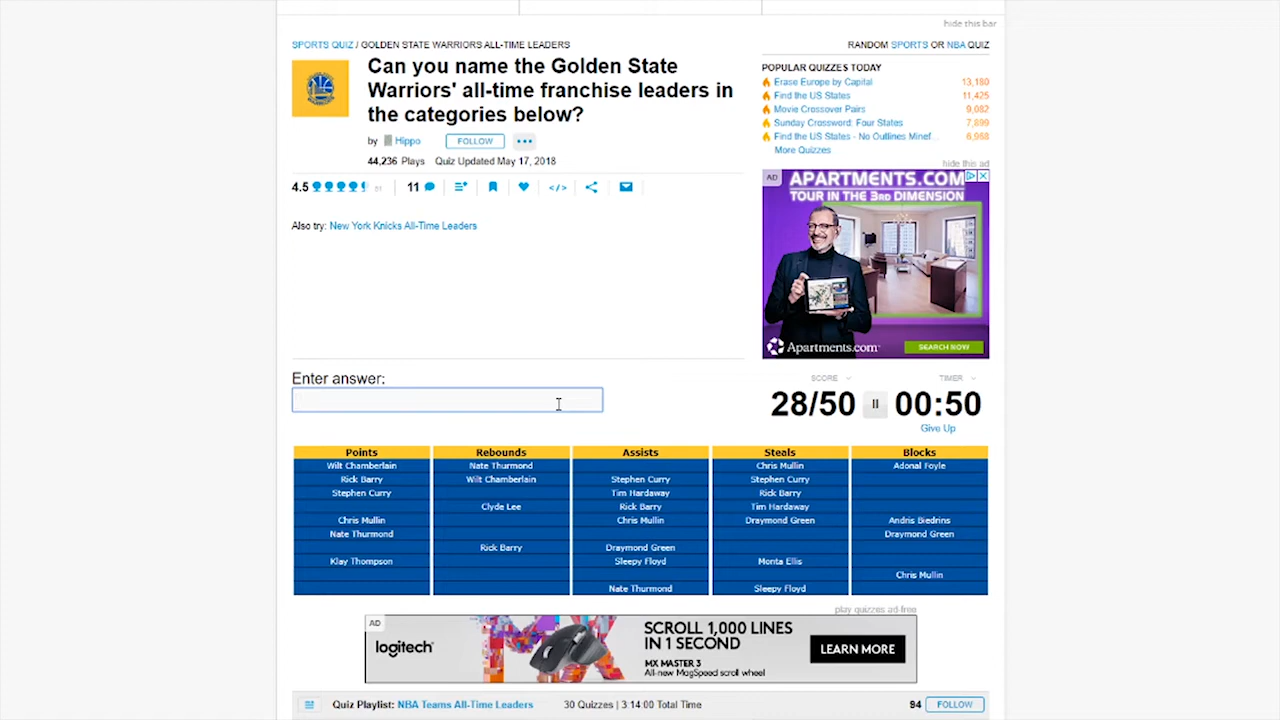 hide this bar
SPORTS QUIZ / GOLDEN STATE WARRIORS ALL-TIME LEADERS
RANDOM SPORTS OR NBA QUIZ
Can you name the Golden State
Warriors' all-time franchise leaders in
the categories below?
by Hippo FOLLOW •••
44,236 Plays Quiz Updated May 17, 2018
4.5 11
Also try: New York Knicks All-Time Leaders
POPULAR QUIZZES TODAY
Erase Europe by Capital 13,180
Find the US States 11,425
Movie Crossover Pairs 9,082
Sunday Crossword: Four States 7,899
Find the US States - No Outlines Minef... 6,968
More Quizzes
hide this ad
AD
APARTMENTS.COM
TOUR IN THE 3RD DIMENSION
Apartments.com
SEARCH NOW
Enter answer:
SCORE TIMER
28/50 00:50
Give Up
Points Rebounds Assists Steals Blocks
Wilt Chamberlain Nate Thurmond Chris Mullin Adonal Foyle
Rick Barry Wilt Chamberlain Stephen Curry Stephen Curry
Stephen Curry Tim Hardaway Rick Barry
Clyde Lee Rick Barry Tim Hardaway
Chris Mullin Chris Mullin Draymond Green Andris Biedrins
Nate Thurmond Draymond Green
Rick Barry Draymond Green
Klay Thompson Sleepy Floyd Monta Ellis
Chris Mullin
Nate Thurmond Sleepy Floyd
play quizzes ad-free
AD
logitech
SCROLL 1,000 LINES
IN 1 SECOND
MX MASTER 3
All-new MagSpeed scroll wheel
LEARN MORE
Quiz Playlist: NBA Teams All-Time Leaders 30 Quizzes | 3:14:00 Total Time 94 FOLLOW